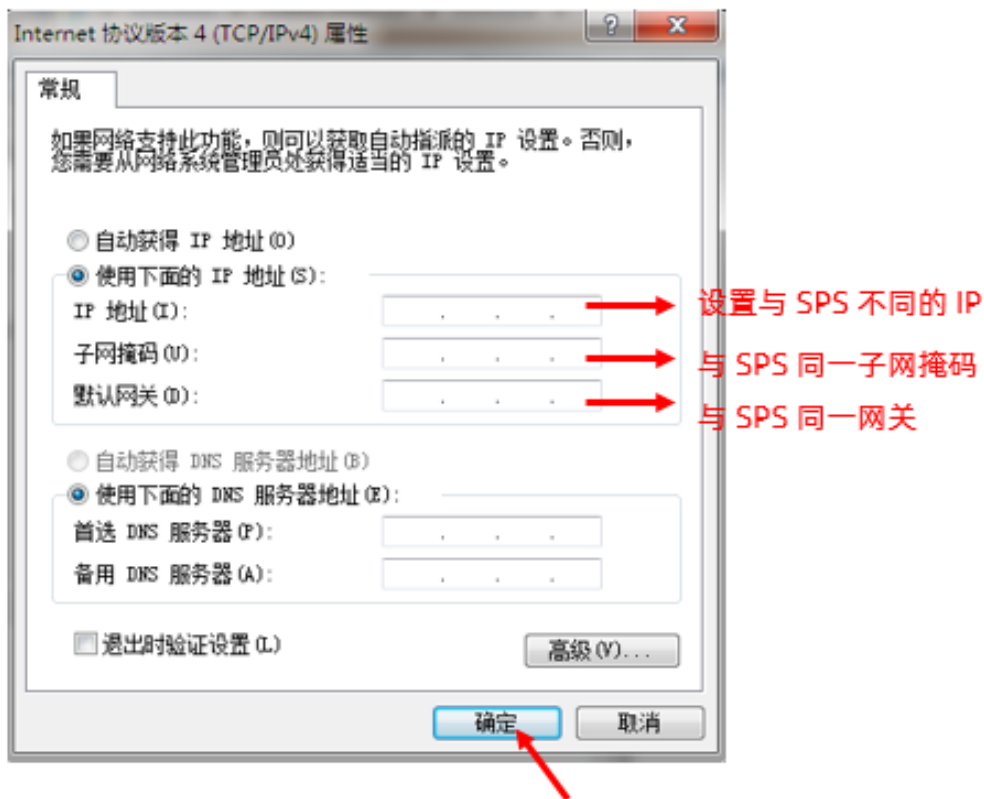 Internet 协议版本 4 (TCP/IPv4) 属性
常规
如果网络支持此功能，则可以获取自动指派的 IP 设置。否则，
您需要从网络系统管理员处获得适当的 IP 设置。
自动获得 IP 地址(O)
使用下面的 IP 地址(S):
IP 地址(I):
设置与 SPS 不同的 IP
子网掩码(U):
与 SPS 同一子网掩码
默认网关(D):
与 SPS 同一网关
自动获得 DNS 服务器地址(B)
使用下面的 DNS 服务器地址(E):
首选 DNS 服务器(P):
备用 DNS 服务器(A):
退出时验证设置(L)
高级(V)...
确定
取消